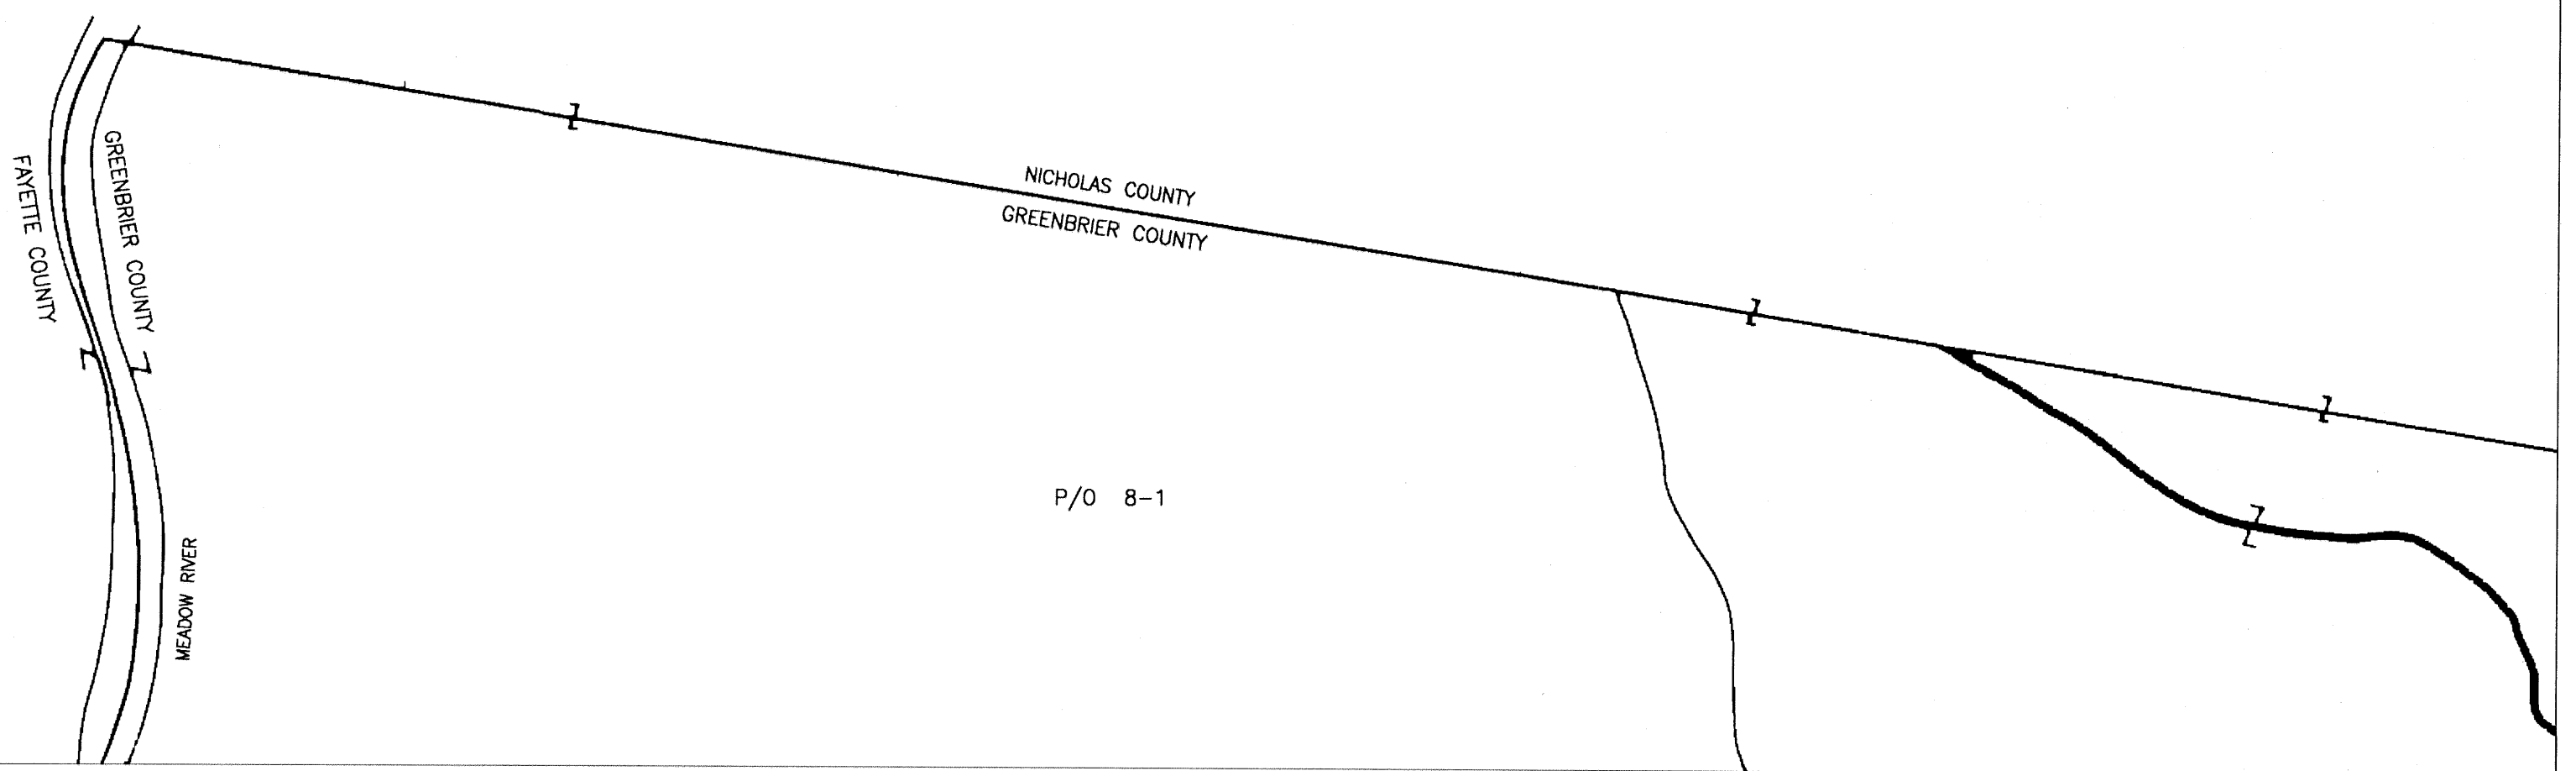 NICHOLAS COUNTY
GREENBRIER COUNTY
FAYETTE COUNTY
GREENBRIER COUNTY
P/O 8-1
MEADOW RIVER